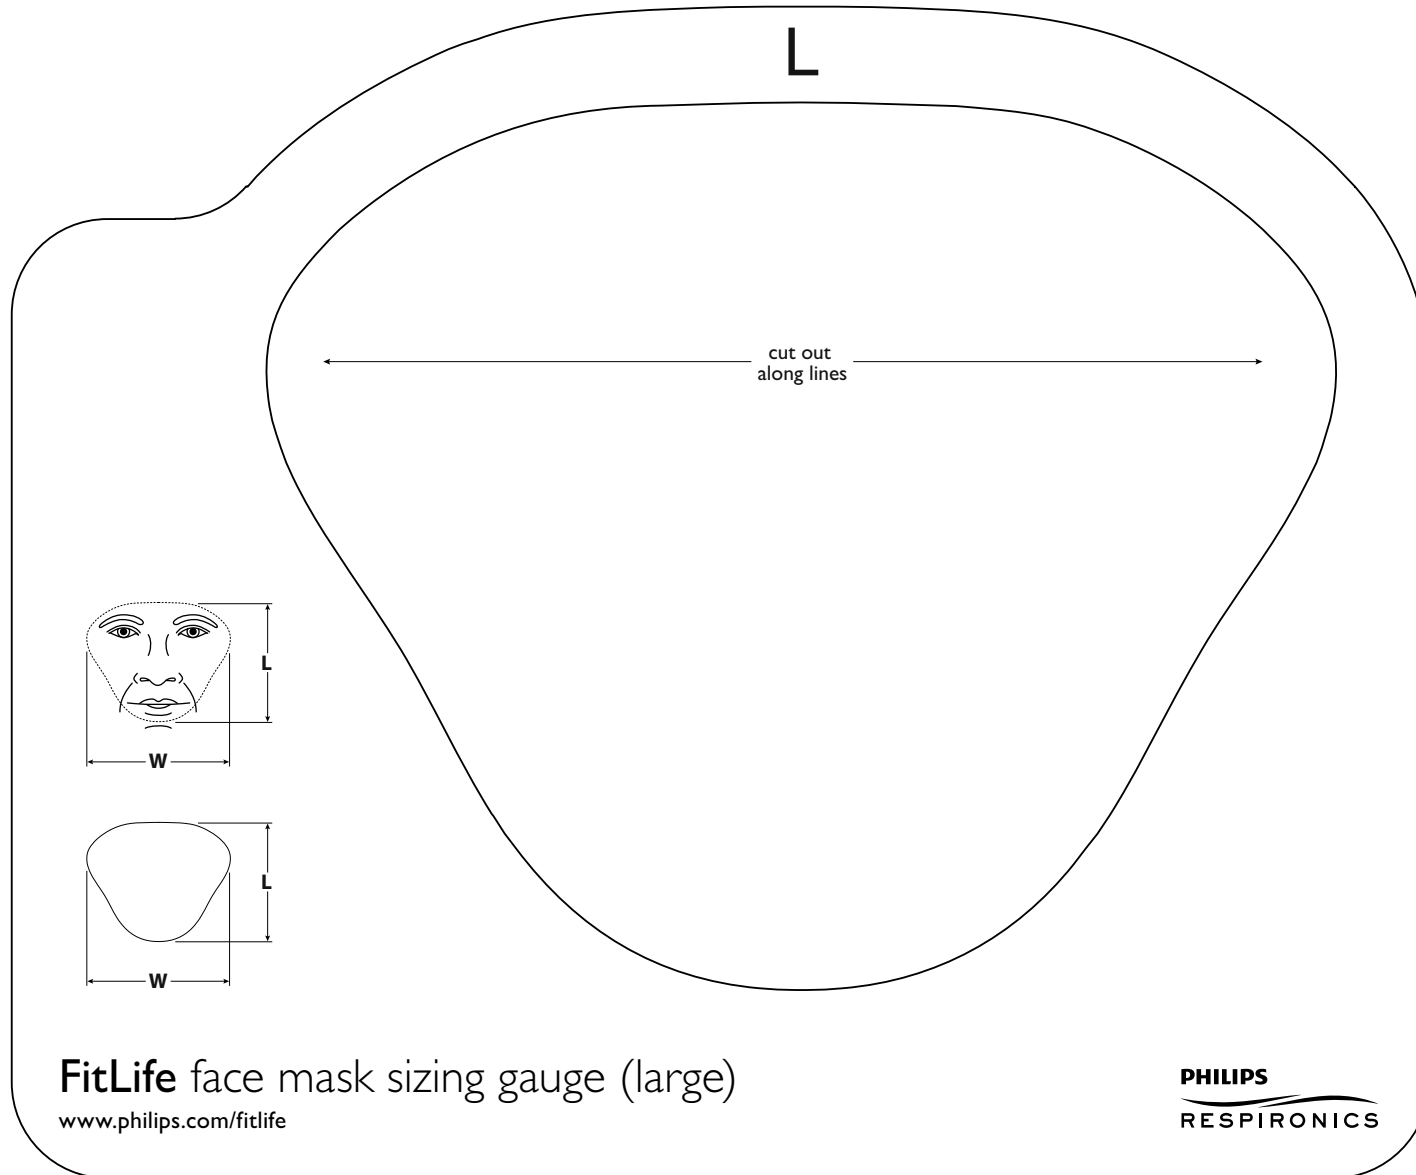 L
cut out
along lines
L
W
L
W
FitLife face mask sizing gauge (large)
www.philips.com/fitlife
PHILIPS
RESPIRONICS